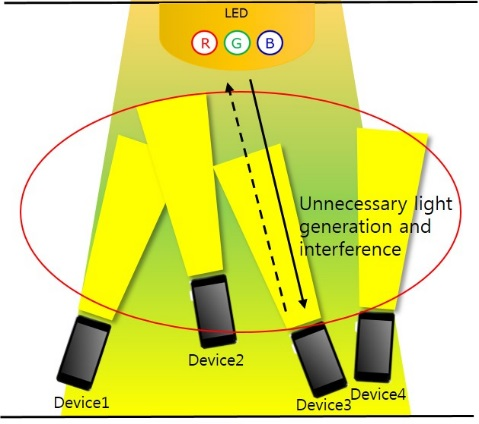 LED
R G B
Unnecessary light
generation and
interference
Device1
Device2
Device3
Device4